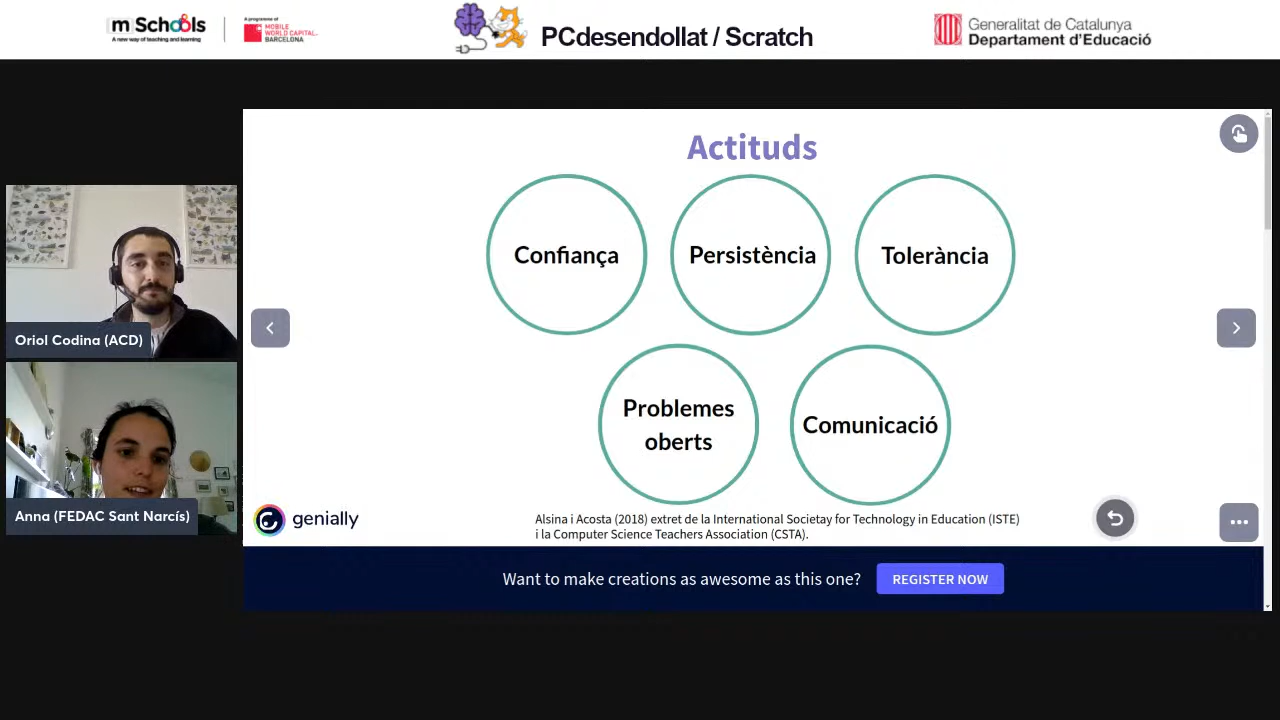 mSchools
A new way of teaching and learning
A programme of
MOBILE
WORLD CAPITAL
BARCELONA
PCdesendollat / Scratch
Generalitat de Catalunya
Departament d'Educació
Actituds
Confiança
Persistència
Tolerància
Problemes
oberts
Comunicació
Oriol Codina (ACD)
Anna (FEDAC Sant Narcís)
genially
Alsina i Acosta (2018) extret de la International Societay for Technology in Education (ISTE)
i la Computer Science Teachers Association (CSTA).
Want to make creations as awesome as this one?
REGISTER NOW